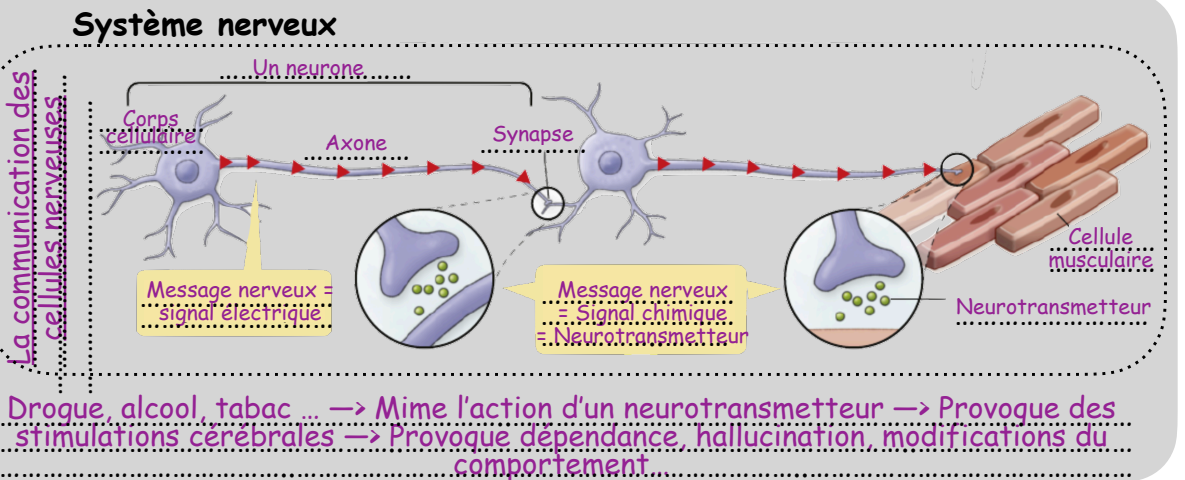 Système nerveux
La communication des
cellules nerveuses
Un neurone
Corps
cellulaire
Axone
Synapse
Message nerveux =
signal électrique
Message nerveux
= Signal chimique
= Neurotransmetteur
Cellule
musculaire
Neurotransmetteur
Drogue, alcool, tabac ... —> Mime l'action d'un neurotransmetteur —> Provoque des
stimulations cérébrales —> Provoque dépendance, hallucination, modifications du
comportement...